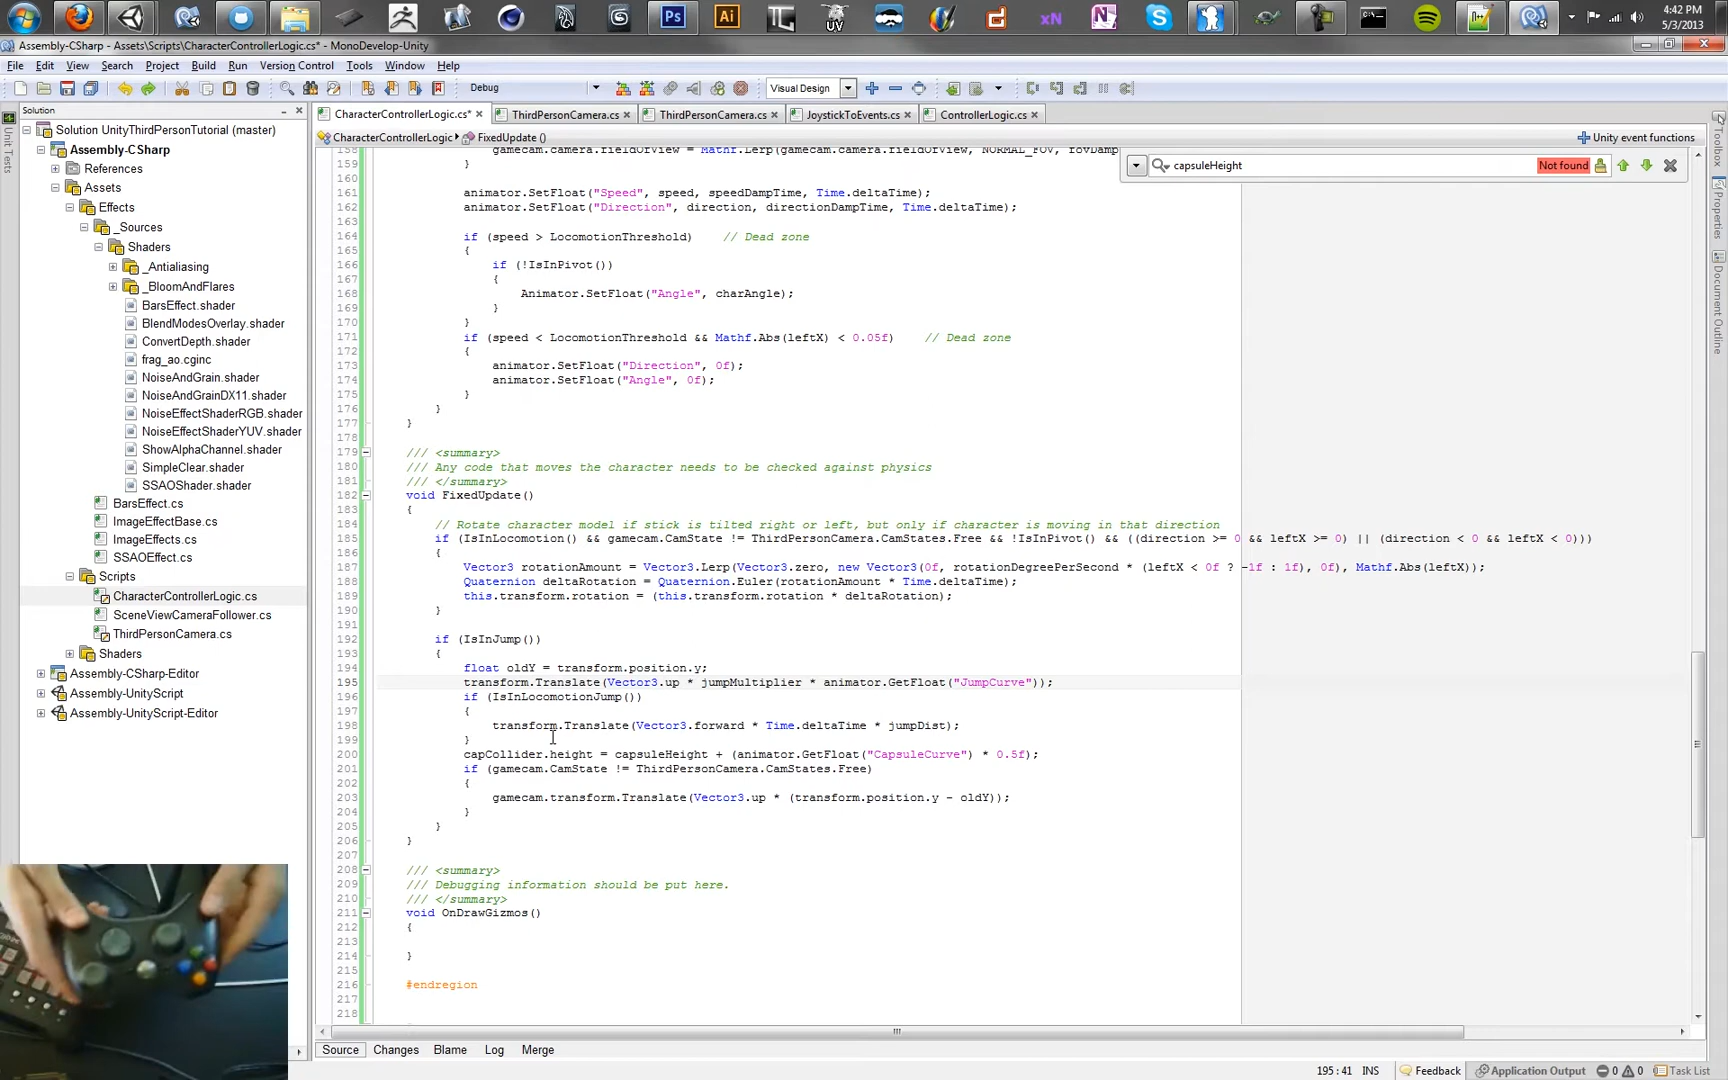 4:42 PM
5/3/2013
Assembly-CSharp - Assets\Scripts\CharacterControllerLogic.cs* - MonoDevelop-Unity
File Edit View Search Project Build Run Version Control Tools Window Help
Debug
Visual Design
Solution
CharacterControllerLogic.cs*
ThirdPersonCamera.cs
ThirdPersonCamera.cs
JoystickToEvents.cs
ControllerLogic.cs
CharacterControllerLogic
FixedUpdate ()
Unity event functions
capsuleHeight
Not found
Unit Tests
Toolbox
Properties
Document Outline
Solution UnityThirdPersonTutorial (master)
Assembly-CSharp
References
Assets
Effects
_Sources
Shaders
_Antialiasing
_BloomAndFlares
BarsEffect.shader
BlendModesOverlay.shader
ConvertDepth.shader
frag_ao.cginc
NoiseAndGrain.shader
NoiseAndGrainDX11.shader
NoiseEffectShaderRGB.shader
NoiseEffectShaderYUV.shader
ShowAlphaChannel.shader
SimpleClear.shader
SSAOShader.shader
BarsEffect.cs
ImageEffectBase.cs
ImageEffects.cs
SSAOEffect.cs
Scripts
CharacterControllerLogic.cs
SceneViewCameraFollower.cs
ThirdPersonCamera.cs
Shaders
Assembly-CSharp-Editor
Assembly-UnityScript
Assembly-UnityScript-Editor
158 gamecam.camera.fieldOfView = Mathf.Lerp(gamecam.camera.fieldOfView, NORMAL_FOV, fovDamp
159 }
160
161 animator.SetFloat("Speed", speed, speedDampTime, Time.deltaTime);
162 animator.SetFloat("Direction", direction, directionDampTime, Time.deltaTime);
163
164 if (speed > LocomotionThreshold) // Dead zone
165 {
166 if (!IsInPivot())
167 {
168 Animator.SetFloat("Angle", charAngle);
169 }
170 }
171 if (speed < LocomotionThreshold && Mathf.Abs(leftX) < 0.05f) // Dead zone
172 {
173 animator.SetFloat("Direction", 0f);
174 animator.SetFloat("Angle", 0f);
175 }
176 }
177 }
178
179 /// <summary>
180 /// Any code that moves the character needs to be checked against physics
181 /// </summary>
182 void FixedUpdate()
183 {
184 // Rotate character model if stick is tilted right or left, but only if character is moving in that direction
185 if (IsInLocomotion() && gamecam.CamState != ThirdPersonCamera.CamStates.Free && !IsInPivot() && ((direction >= 0 && leftX >= 0) || (direction < 0 && leftX < 0)))
186 {
187 Vector3 rotationAmount = Vector3.Lerp(Vector3.zero, new Vector3(0f, rotationDegreePerSecond * (leftX < 0f ? -1f : 1f), 0f), Mathf.Abs(leftX));
188 Quaternion deltaRotation = Quaternion.Euler(rotationAmount * Time.deltaTime);
189 this.transform.rotation = (this.transform.rotation * deltaRotation);
190 }
191
192 if (IsInJump())
193 {
194 float oldY = transform.position.y;
195 transform.Translate(Vector3.up * jumpMultiplier * animator.GetFloat("JumpCurve"));
196 if (IsInLocomotionJump())
197 {
198 transform.Translate(Vector3.forward * Time.deltaTime * jumpDist);
199 }
200 capCollider.height = capsuleHeight + (animator.GetFloat("CapsuleCurve") * 0.5f);
201 if (gamecam.CamState != ThirdPersonCamera.CamStates.Free)
202 {
203 gamecam.transform.Translate(Vector3.up * (transform.position.y - oldY));
204 }
205 }
206 }
207
208 /// <summary>
209 /// Debugging information should be put here.
210 /// </summary>
211 void OnDrawGizmos()
212 {
213
214 }
215
216 #endregion
217
218
Source Changes Blame Log Merge
195 : 41 INS Feedback Application Output 0 0 Task List